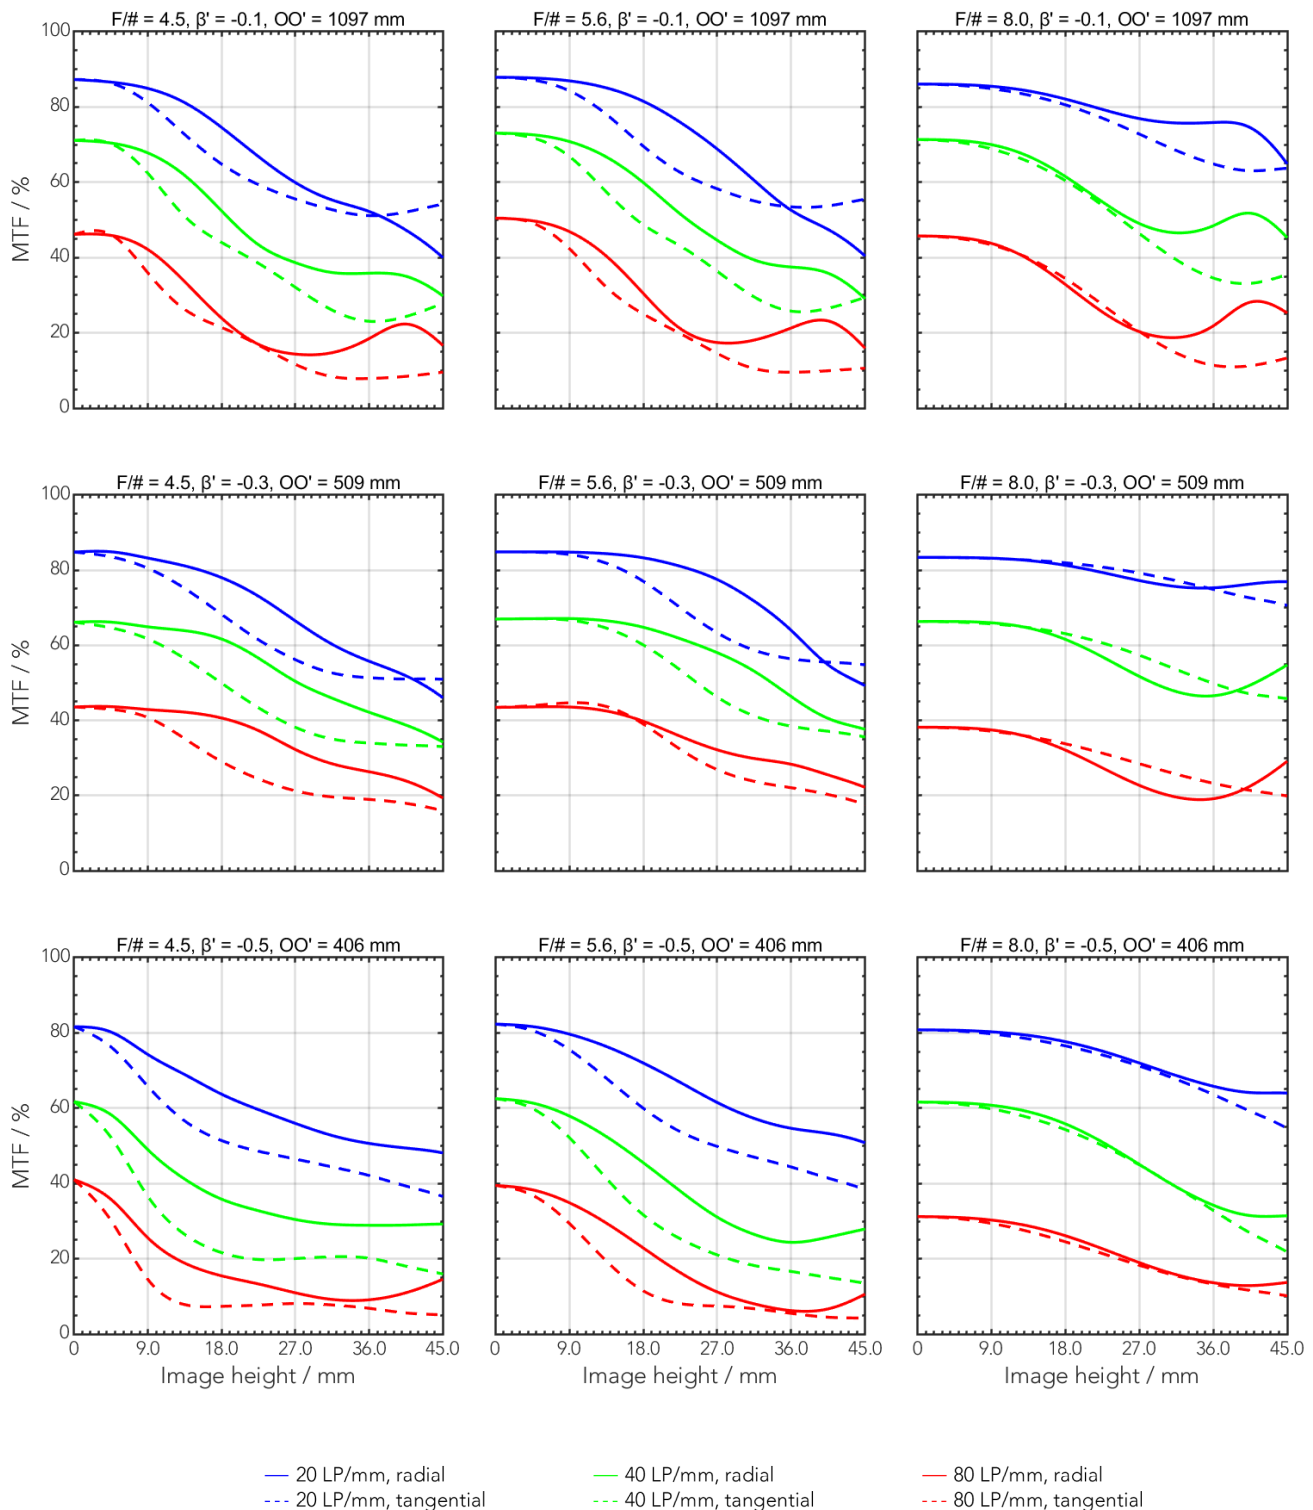 F/# = 4.5, β' = -0.1, OO' = 1097 mm
F/# = 5.6, β' = -0.1, OO' = 1097 mm
F/# = 8.0, β' = -0.1, OO' = 1097 mm
100
80
60
40
20
0
MTF / %
F/# = 4.5, β' = -0.3, OO' = 509 mm
F/# = 5.6, β' = -0.3, OO' = 509 mm
F/# = 8.0, β' = -0.3, OO' = 509 mm
100
80
60
40
20
0
MTF / %
F/# = 4.5, β' = -0.5, OO' = 406 mm
F/# = 5.6, β' = -0.5, OO' = 406 mm
F/# = 8.0, β' = -0.5, OO' = 406 mm
100
80
60
40
20
0
MTF / %
0 9.0 18.0 27.0 36.0 45.0
0 9.0 18.0 27.0 36.0 45.0
0 9.0 18.0 27.0 36.0 45.0
Image height / mm
Image height / mm
Image height / mm
20 LP/mm, radial
40 LP/mm, radial
80 LP/mm, radial
20 LP/mm, tangential
40 LP/mm, tangential
80 LP/mm, tangential